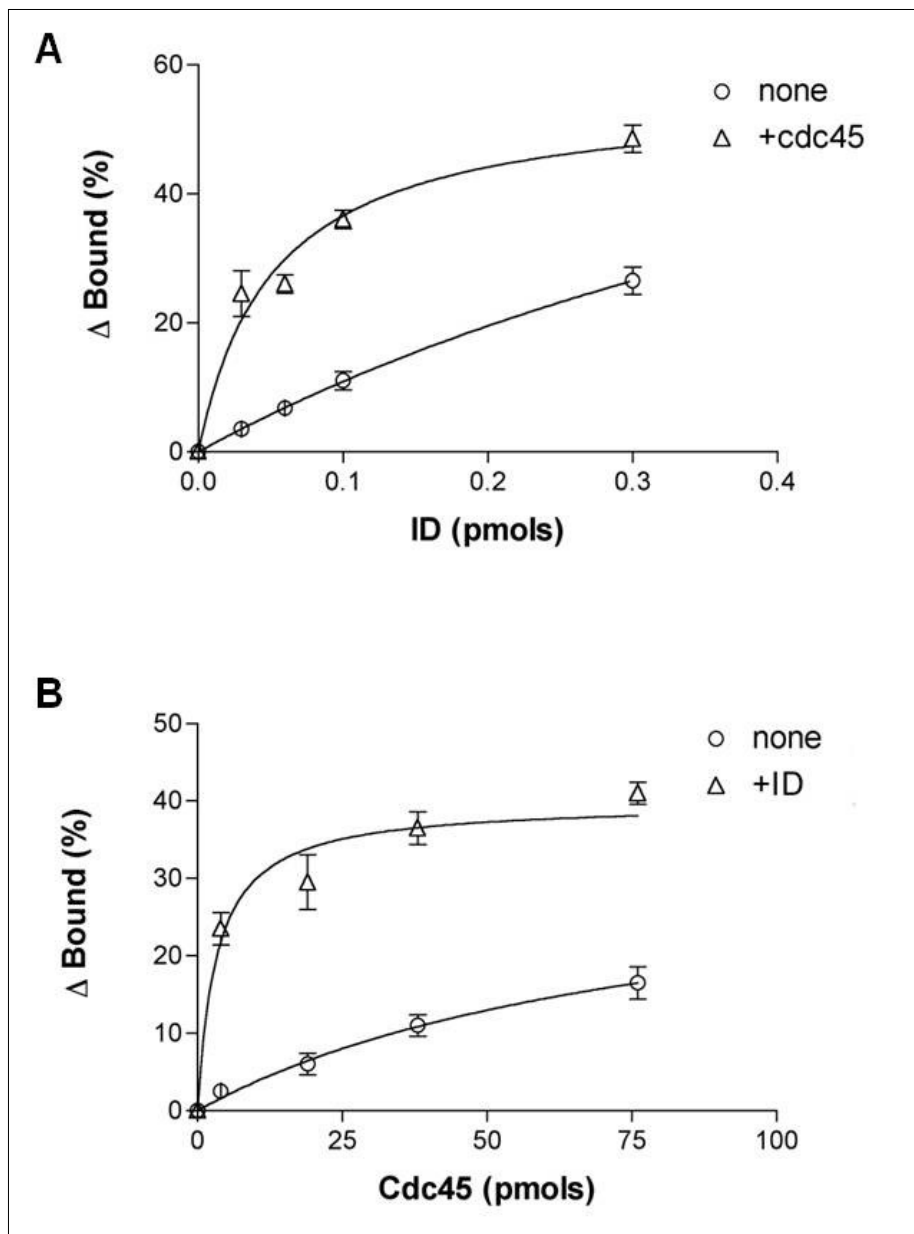 A
60
40
20
0
Δ Bound (%)
none
+cdc45
0.0 0.1 0.2 0.3 0.4
ID (pmols)
B
50
40
30
20
10
0
Δ Bound (%)
none
+ID
0 25 50 75 100
Cdc45 (pmols)